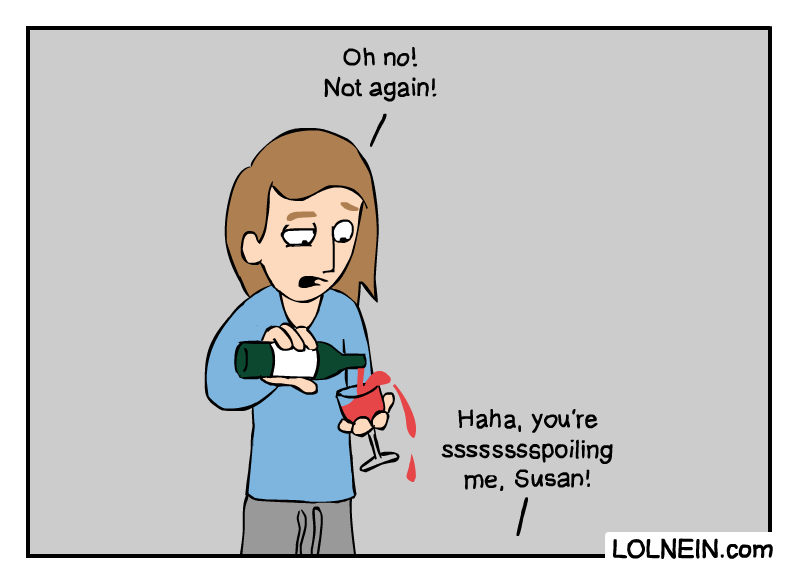 Oh no!
Not again!
Haha, you're
sssssssspoiling
me, Susan!
LOLNEIN.com